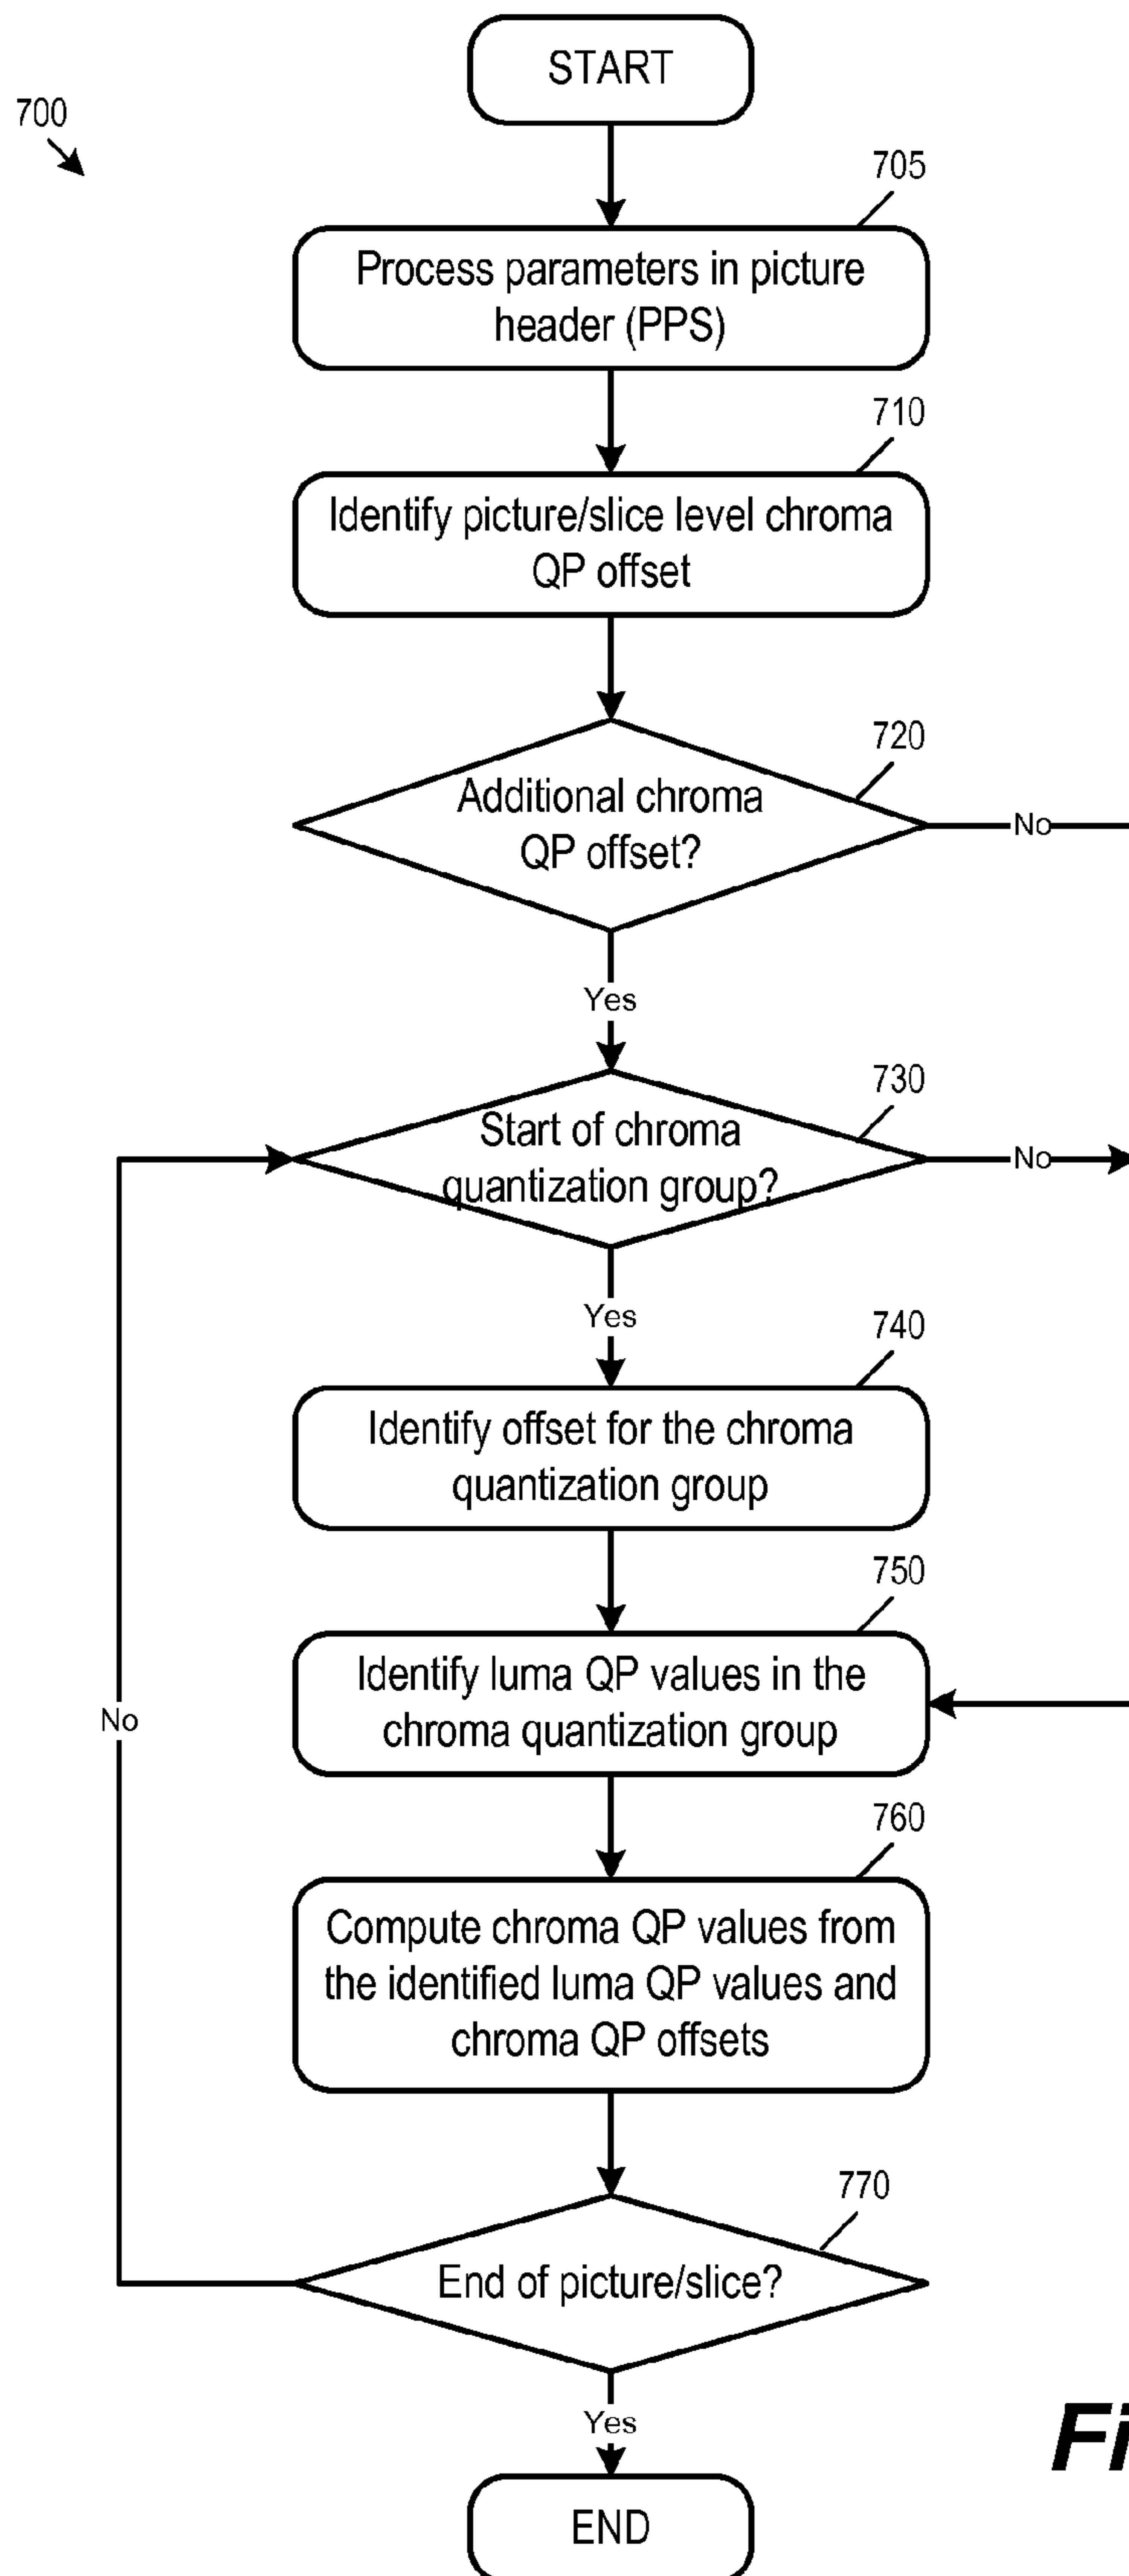 START
700
705
Process parameters in picture
header (PPS)
710
Identify picture/slice level chroma
QP offset
720
Additional chroma
QP offset?
No
Yes
730
Start of chroma
quantization group?
No
Yes
740
Identify offset for the chroma
quantization group
750
Identify luma QP values in the
chroma quantization group
No
760
Compute chroma QP values from
the identified luma QP values and
chroma QP offsets
770
End of picture/slice?
Yes
Fi
END